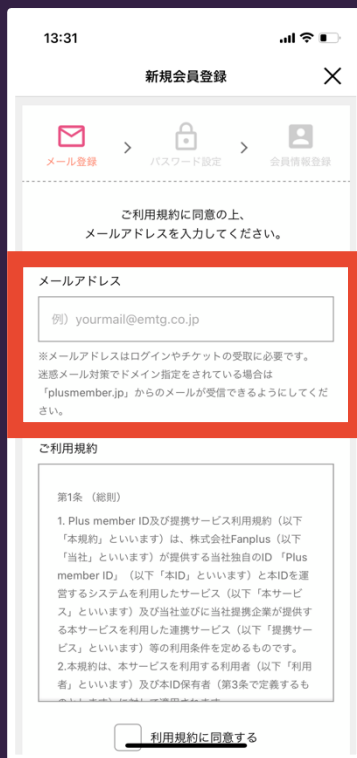 13:31
新規会員登録
メール登録
パスワード設定
会員情報登録
ご利用規約に同意の上、
メールアドレスを入力してください。
メールアドレス
例）yourmail@emtg.co.jp
※メールアドレスはログインやチケットの受取に必要です。
迷惑メール対策でドメイン指定をされている場合は
「plusmember.jp」からのメールが受信できるようにしてくだ
さい。
ご利用規約
第1条 （総則）
1. Plus member ID及び提携サービス利用規約（以下
「本規約」といいます）は、株式会社Fanplus（以下
「当社」といいます）が提供する当社独自のID 「Plus
member ID」（以下「本ID」といいます）と本IDを運
営するシステムを利用したサービス（以下「本サービ
ス」といいます）及び当社並びに当社提携企業が提供す
る本サービスを利用した連携サービス（以下「提携サー
ビス」といいます）等の利用条件を定めるものです。
2.本規約は、本サービスを利用する利用者（以下「利用
者」といいます）及び本ID保有者（第3条で定義するも
利用規約に同意する